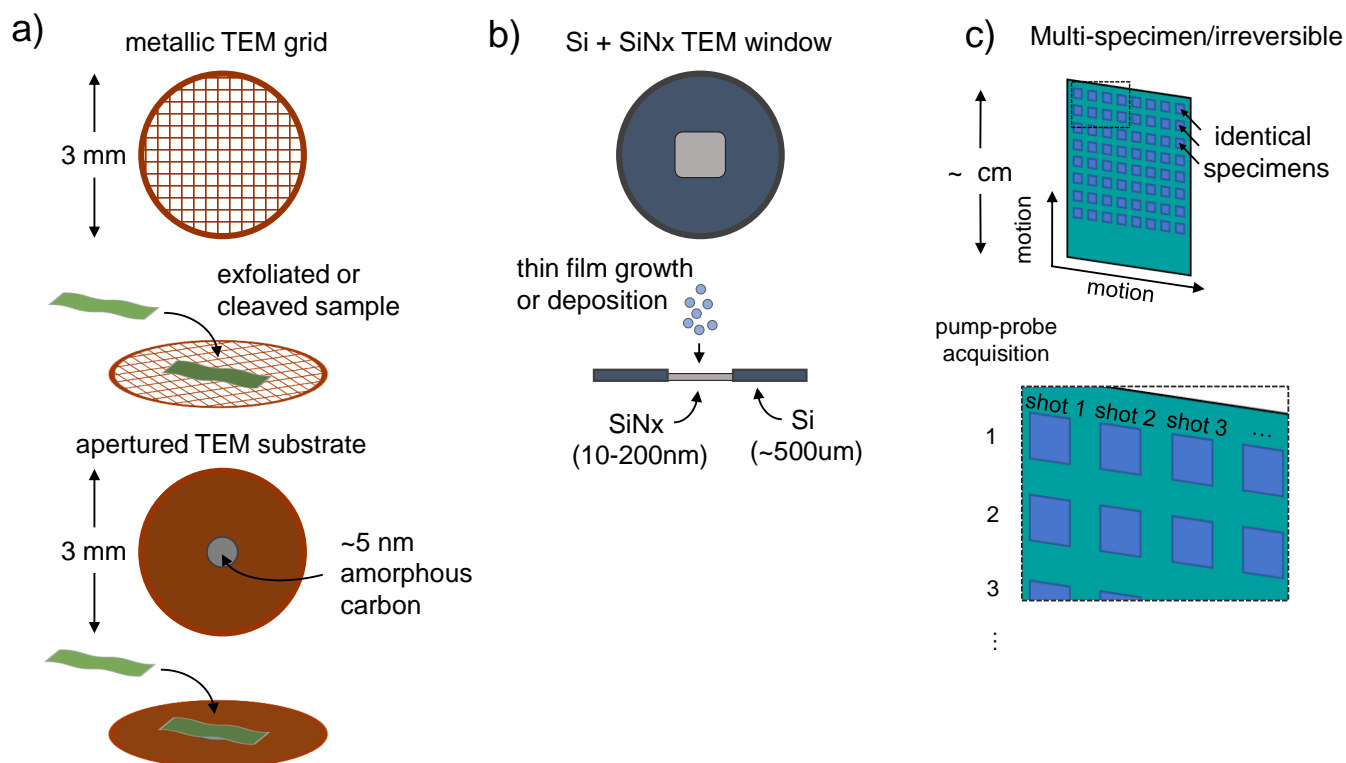 a)
metallic TEM grid
3 mm
exfoliated or
cleaved sample
apertured TEM substrate
3 mm
~5 nm
amorphous
carbon
b)
Si + SiNx TEM window
thin film growth
or deposition
SiNx
(10-200nm)
Si
(~500um)
c)
Multi-specimen/irreversible
identical
specimens
~ cm
motion
motion
pump-probe
acquisition
shot 1 shot 2 shot 3 ...
1
2
3
⋮